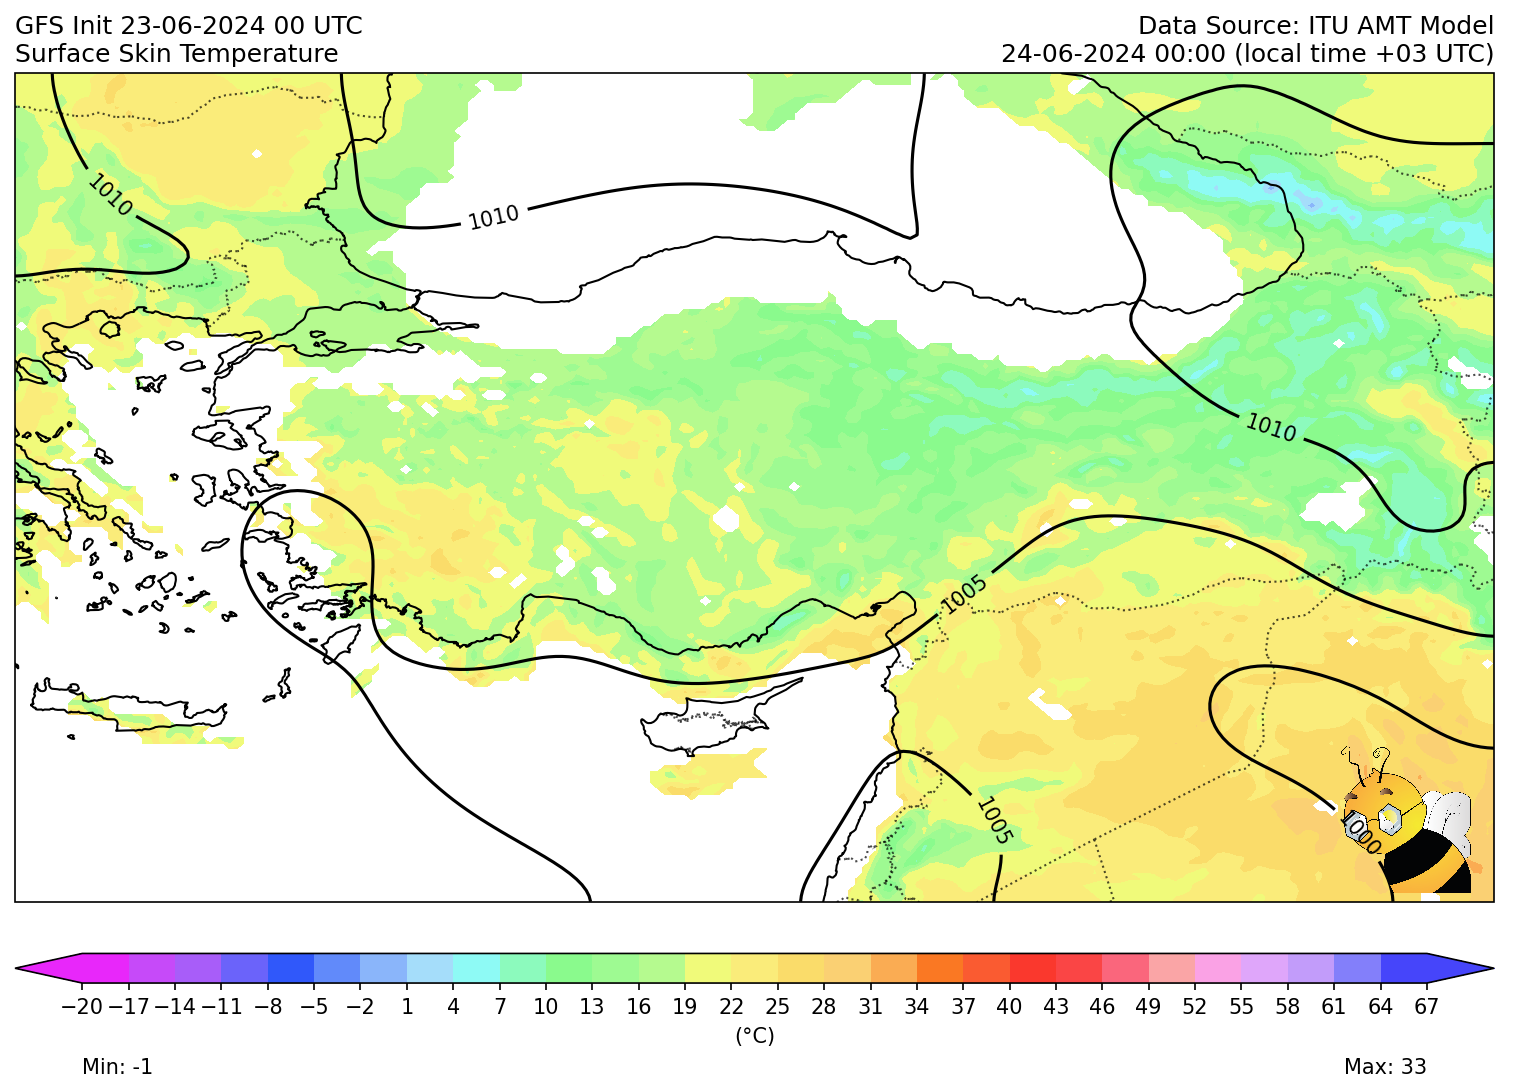 GFS Init 23-06-2024 00 UTC
Data Source: ITU AMT Model
Surface Skin Temperature
24-06-2024 00:00 (local time +03 UTC)
1010
1010
1010
1005
1005
1000
−20 −17 −14 −11 −8 −5 −2 1 4 7 10 13 16 19 22 25 28 31 34 37 40 43 46 49 52 55 58 61 64 67
(°C)
Min: -1
Max: 33